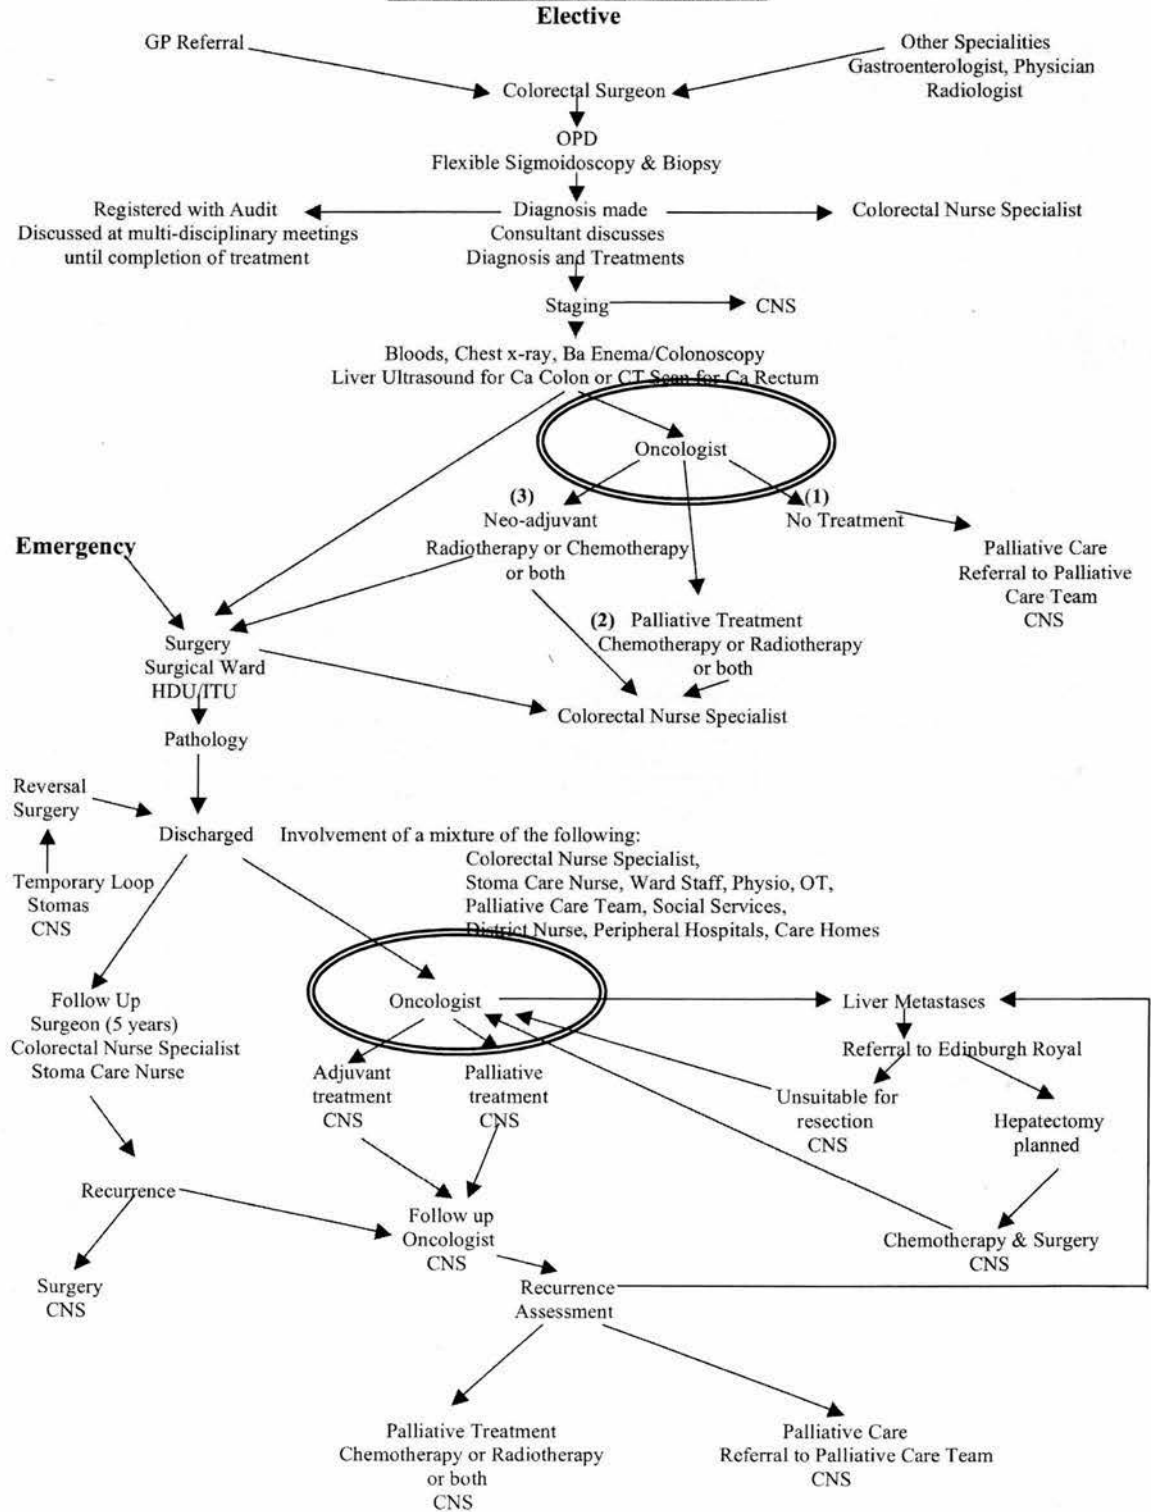 Elective
GP Referral
Other Specialities
Gastroenterologist, Physician
Radiologist
Colorectal Surgeon
OPD
Flexible Sigmoidoscopy & Biopsy
Registered with Audit
Discussed at multi-disciplinary meetings
until completion of treatment
Diagnosis made
Consultant discusses
Diagnosis and Treatments
Colorectal Nurse Specialist
Staging
CNS
Bloods, Chest x-ray, Ba Enema/Colonoscopy
Liver Ultrasound for Ca Colon or CT Scan for Ca Rectum
Oncologist
(3)
Neo-adjuvant
Radiotherapy or Chemotherapy
or both
(1)
No Treatment
Palliative Care
Referral to Palliative
Care Team
CNS
Emergency
(2) Palliative Treatment
Chemotherapy or Radiotherapy
or both
Surgery
Surgical Ward
HDU/ITU
Colorectal Nurse Specialist
Pathology
Reversal
Surgery
Discharged
Involvement of a mixture of the following:
Colorectal Nurse Specialist,
Stoma Care Nurse, Ward Staff, Physio, OT,
Palliative Care Team, Social Services,
District Nurse, Peripheral Hospitals, Care Homes
Temporary Loop
Stomas
CNS
Follow Up
Surgeon (5 years)
Colorectal Nurse Specialist
Stoma Care Nurse
Oncologist
Liver Metastases
Referral to Edinburgh Royal
Adjuvant
treatment
CNS
Palliative
treatment
CNS
Unsuitable for
resection
CNS
Hepatectomy
planned
Recurrence
Follow up
Oncologist
CNS
Chemotherapy & Surgery
CNS
Surgery
CNS
Recurrence
Assessment
Palliative Treatment
Chemotherapy or Radiotherapy
or both
CNS
Palliative Care
Referral to Palliative Care Team
CNS